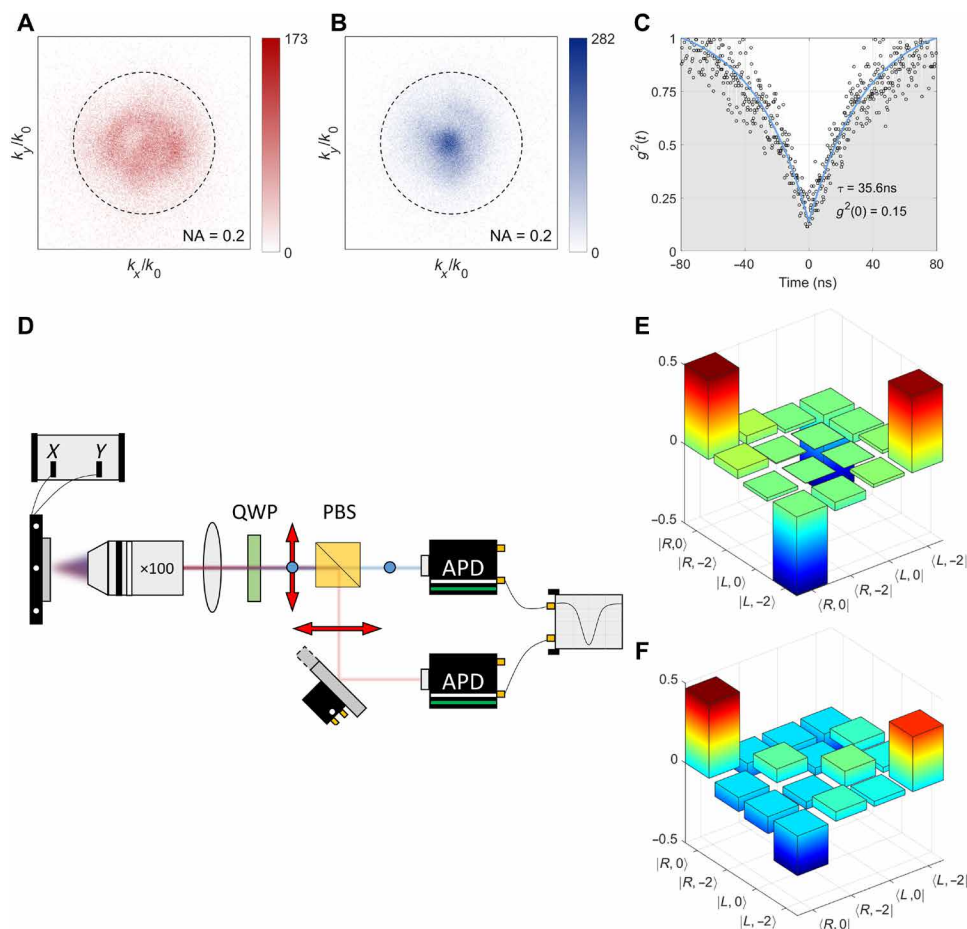 A
173
0
k_y/k_0
k_x/k_0
NA = 0.2
B
282
0
k_y/k_0
k_x/k_0
NA = 0.2
C
1
0.75
0.5
0.25
0
g²(t)
τ = 35.6ns
g²(0) = 0.15
−80
−40
0
40
80
Time (ns)
D
X
Y
×100
QWP
PBS
APD
APD
E
0.5
0
−0.5
|R,0⟩
|R,−2⟩
|L, 0⟩
|L, −2⟩
⟨R, 0|
⟨R, −2|
⟨L, 0|
⟨L, −2|
F
0.5
0
−0.5
|R, 0⟩
|R, −2⟩
|L, 0⟩
|L, −2⟩
⟨R, 0|
⟨R, −2|
⟨L, 0|
⟨L, −2|